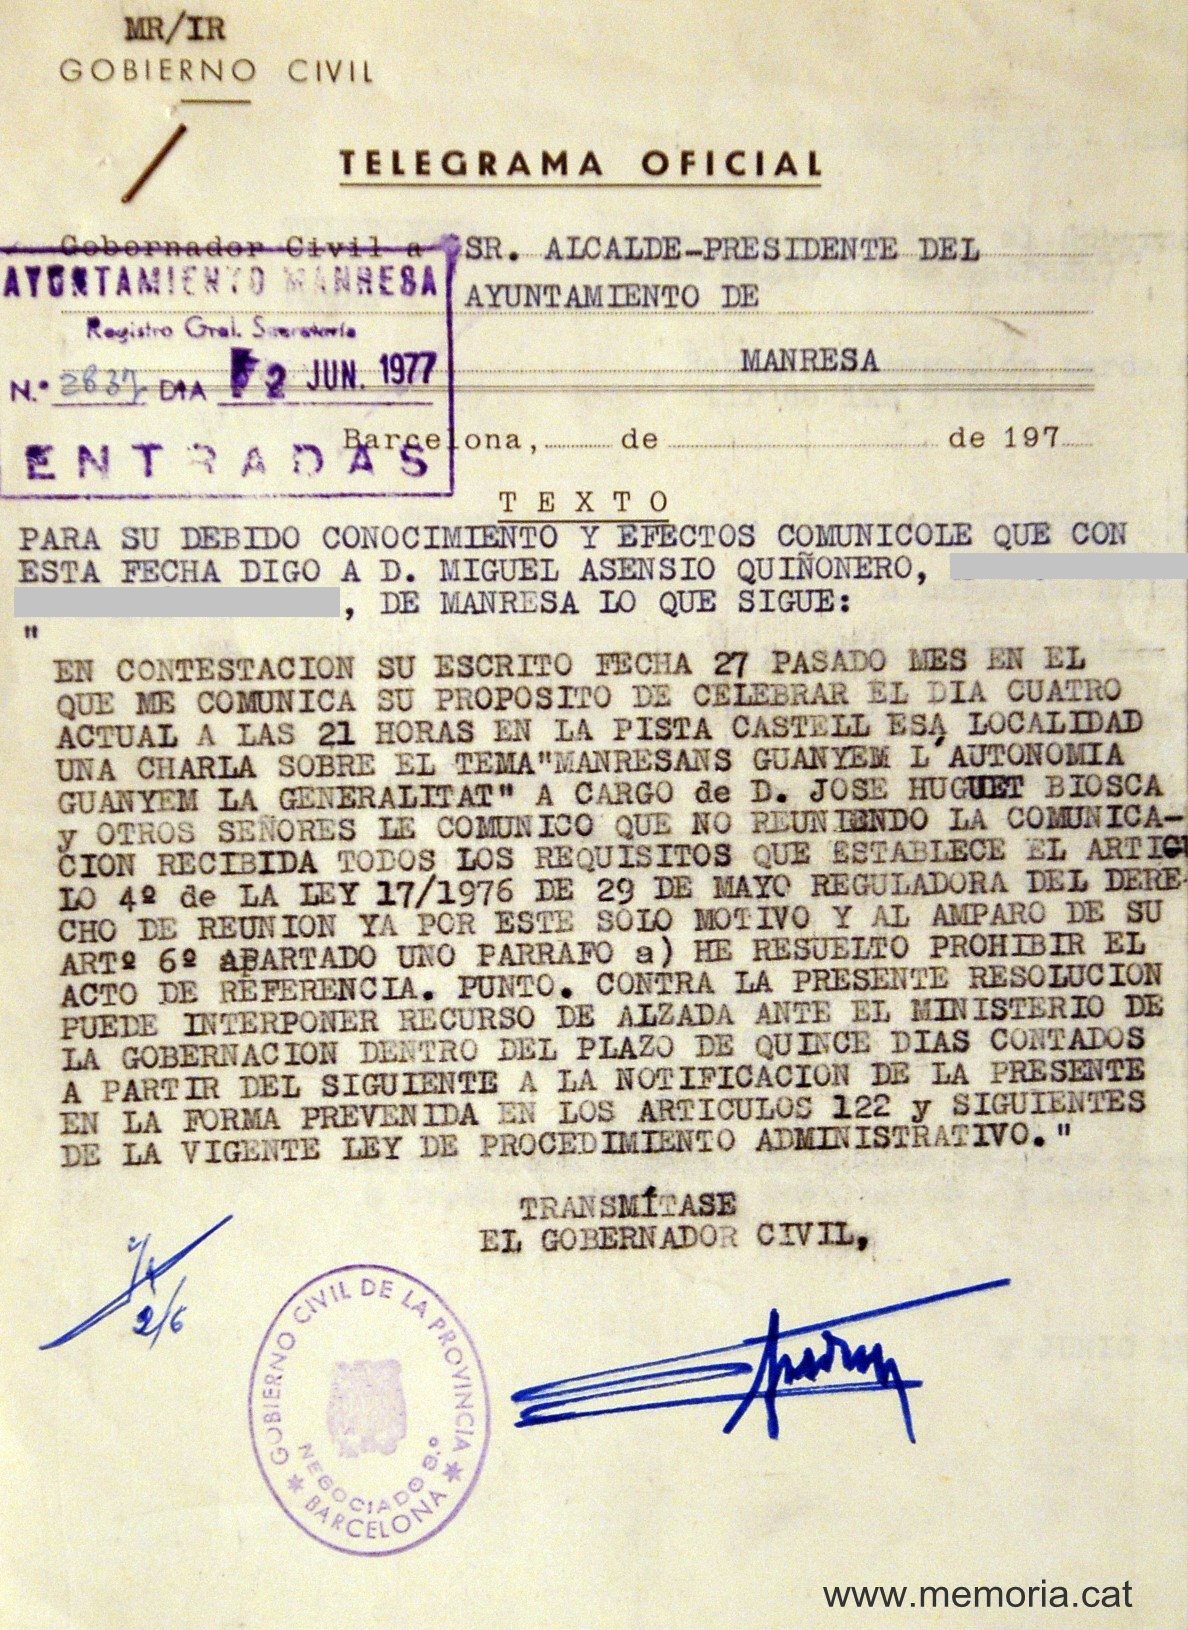 MR/IR
GOBIERNO CIVIL
TELEGRAMA OFICIAL
Gobernador Civil a SR. ALCALDE-PRESIDENTE DEL
AYUNTAMIENTO DE
MANRESA
AYUNTAMIENTO MANRESA
Registro Gral. Secretaría
N.º 2837 DIA 2 JUN. 1977
ENTRADAS
Barcelona, de de 197
TEXTO
PARA SU DEBIDO CONOCIMIENTO Y EFECTOS COMUNICOLE QUE CON
ESTA FECHA DIGO A D. MIGUEL ASENSIO QUIÑONERO,
, DE MANRESA LO QUE SIGUE:
"
EN CONTESTACION SU ESCRITO FECHA 27 PASADO MES EN EL
QUE ME COMUNICA SU PROPOSITO DE CELEBRAR EL DIA CUATRO
ACTUAL A LAS 21 HORAS EN LA PISTA CASTELL ESA LOCALIDAD
UNA CHARLA SOBRE EL TEMA"MANRESANS GUANYEM L'AUTONOMIA
GUANYEM LA GENERALITAT" A CARGO de D. JOSE HUGUET BIOSCA
y OTROS SEÑORES LE COMUNICO QUE NO REUNIENDO LA COMUNICA-
CION RECIBIDA TODOS LOS REQUISITOS QUE ESTABLECE EL ARTICU
LO 4º de LA LEY 17/1976 DE 29 DE MAYO REGULADORA DEL DERE-
CHO DE REUNION YA POR ESTE SOLO MOTIVO Y AL AMPARO DE SU
ARTº 6º APARTADO UNO PARRAFO a) HE RESUELTO PROHIBIR EL
ACTO DE REFERENCIA. PUNTO. CONTRA LA PRESENTE RESOLUCION
PUEDE INTERPONER RECURSO DE ALZADA ANTE EL MINISTERIO DE
LA GOBERNACION DENTRO DEL PLAZO DE QUINCE DIAS CONTADOS
A PARTIR DEL SIGUIENTE A LA NOTIFICACION DE LA PRESENTE
EN LA FORMA PREVENIDA EN LOS ARTICULOS 122 y SIGUIENTES
DE LA VIGENTE LEY DE PROCEDIMIENTO ADMINISTRATIVO."
TRANSMÍTASE
EL GOBERNADOR CIVIL,
2/6
GOBIERNO CIVIL DE LA PROVINCIA
NEGOCIADO
BARCELONA
www.memoria.cat